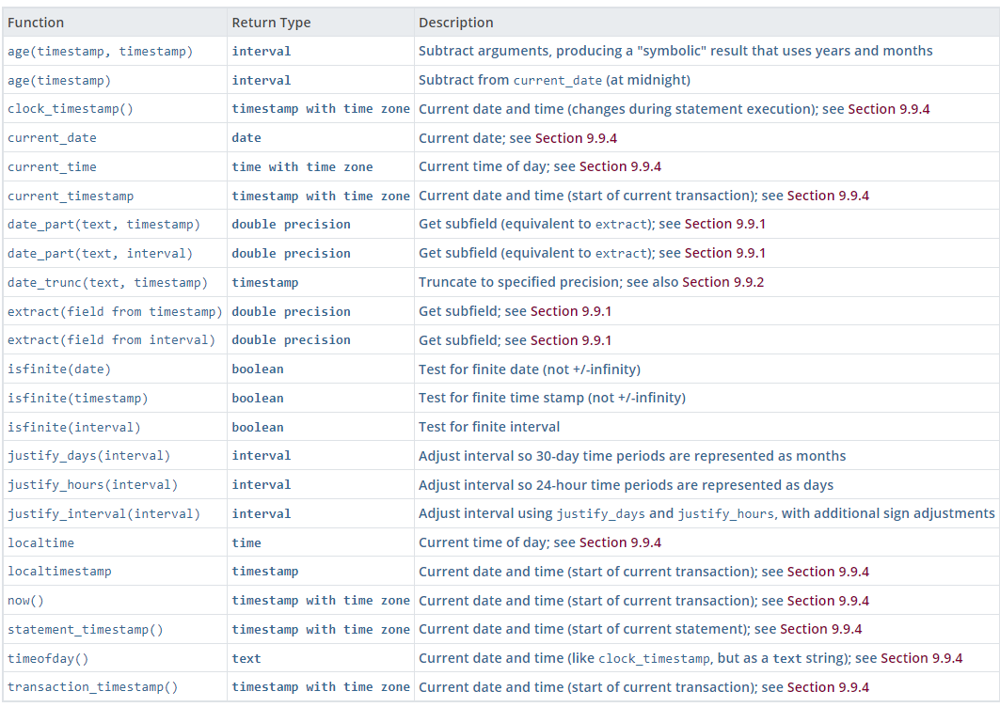 Function Return Type Description
age(timestamp, timestamp) interval Subtract arguments, producing a "symbolic" result that uses years and months
age(timestamp) interval Subtract from current_date (at midnight)
clock_timestamp() timestamp with time zone Current date and time (changes during statement execution); see Section 9.9.4
current_date date Current date; see Section 9.9.4
current_time time with time zone Current time of day; see Section 9.9.4
current_timestamp timestamp with time zone Current date and time (start of current transaction); see Section 9.9.4
date_part(text, timestamp) double precision Get subfield (equivalent to extract); see Section 9.9.1
date_part(text, interval) double precision Get subfield (equivalent to extract); see Section 9.9.1
date_trunc(text, timestamp) timestamp Truncate to specified precision; see also Section 9.9.2
extract(field from timestamp) double precision Get subfield; see Section 9.9.1
extract(field from interval) double precision Get subfield; see Section 9.9.1
isfinite(date) boolean Test for finite date (not +/-infinity)
isfinite(timestamp) boolean Test for finite time stamp (not +/-infinity)
isfinite(interval) boolean Test for finite interval
justify_days(interval) interval Adjust interval so 30-day time periods are represented as months
justify_hours(interval) interval Adjust interval so 24-hour time periods are represented as days
justify_interval(interval) interval Adjust interval using justify_days and justify_hours, with additional sign adjustments
localtime time Current time of day; see Section 9.9.4
localtimestamp timestamp Current date and time (start of current transaction); see Section 9.9.4
now() timestamp with time zone Current date and time (start of current transaction); see Section 9.9.4
statement_timestamp() timestamp with time zone Current date and time (start of current statement); see Section 9.9.4
timeofday() text Current date and time (like clock_timestamp, but as a text string); see Section 9.9.4
transaction_timestamp() timestamp with time zone Current date and time (start of current transaction); see Section 9.9.4